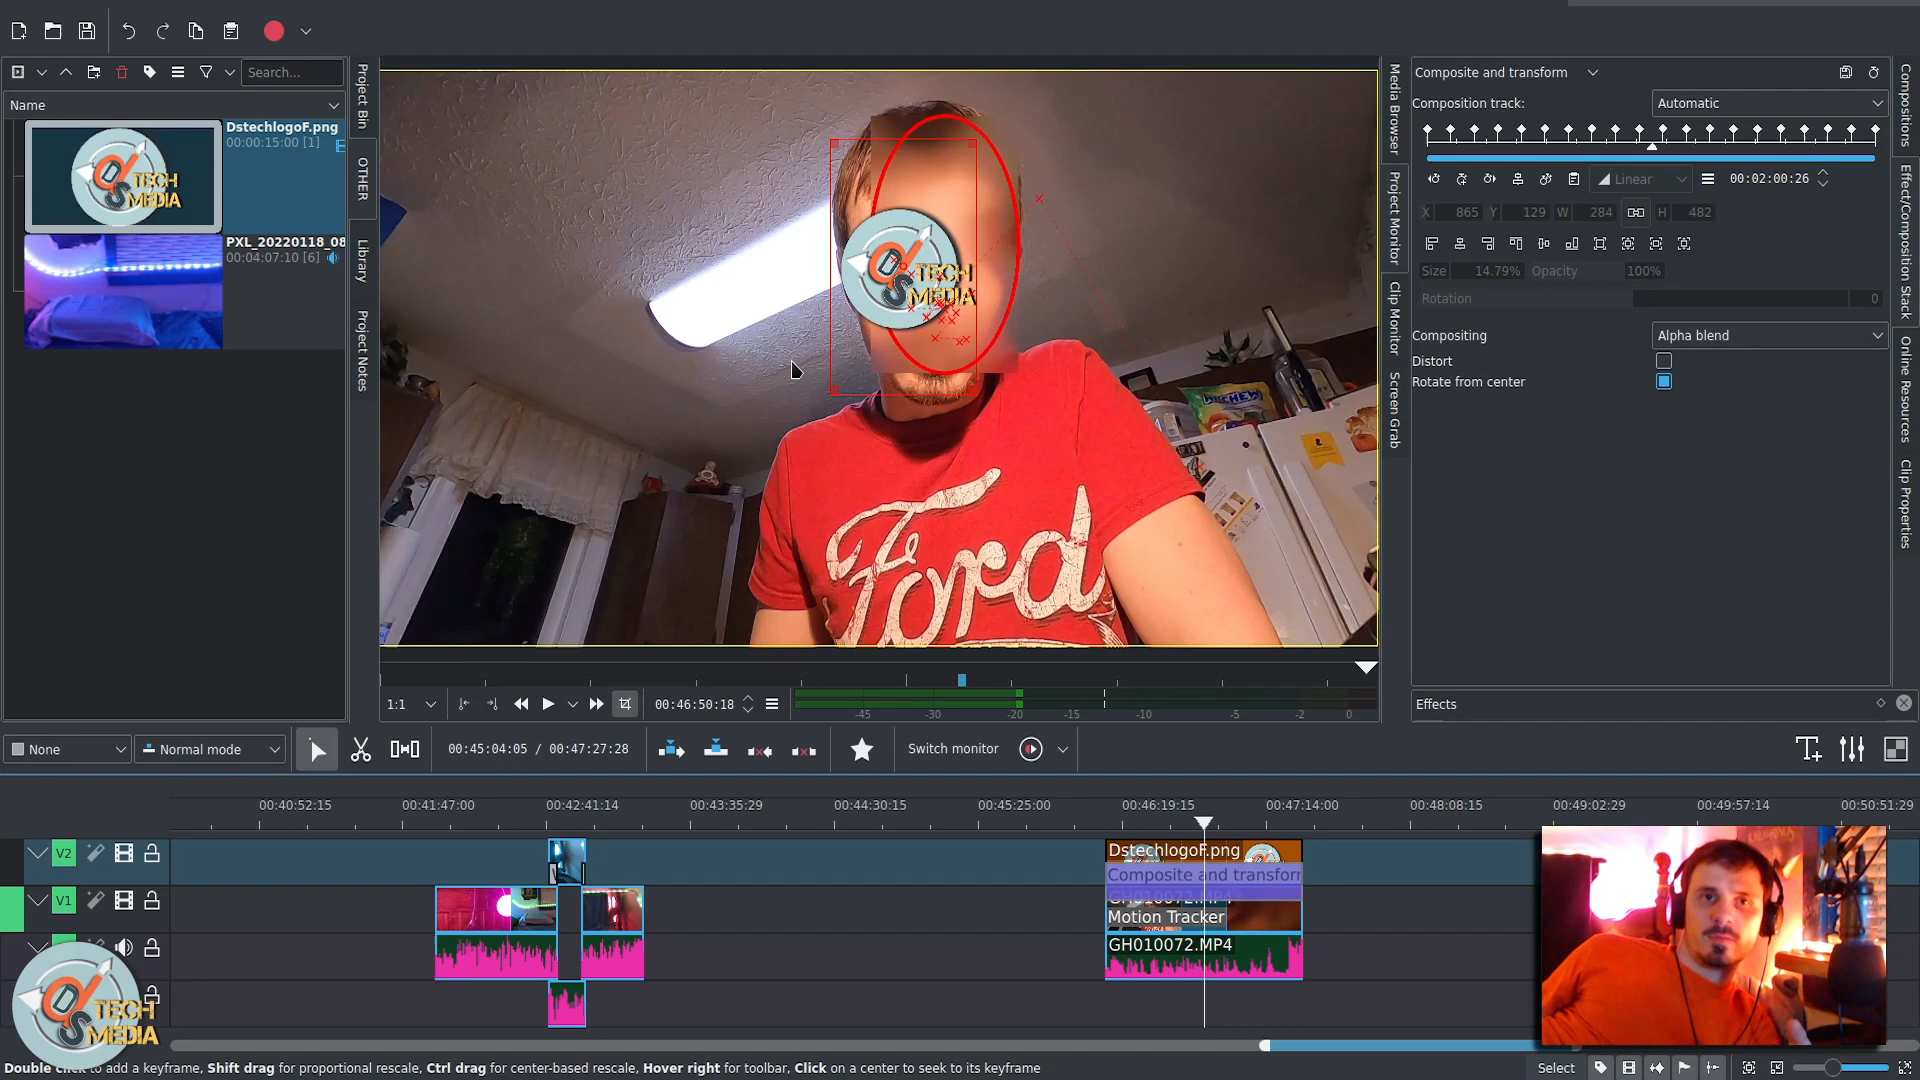 Search...
Name
DstechlogoF.png
00:00:15:00 [1]
PXL_20220118_08
00:04:07:10 [6]
Project Bin
OTHER
Library
Project Notes
TECH
MEDIA
Ford
Media Browser
Project Monitor
Clip Monitor
Screen Grab
Composite and transform
Composition track:
Automatic
Linear
00:02:00:26
X 865 Y 129 W 284 H 482
Size 14.79% Opacity 100%
Rotation 0
Compositing
Alpha blend
Distort
Rotate from center
Effects
Compositions
Effect/Composition Stack
Online Resources
Clip Properties
1:1
00:46:50:18
-45 -30 -20 -15 -10 -5 -2 0
None
Normal mode
00:45:04:05 / 00:47:27:28
Switch monitor
00:40:52:15 00:41:47:00 00:42:41:14 00:43:35:29 00:44:30:15 00:45:25:00 00:46:19:15 00:47:14:00 00:48:08:15 00:49:02:29 00:49:57:14 00:50:51:29
V2
DstechlogoF.png
Composite and transform
V1
GH010072.MP4
Motion Tracker
GH010072.MP4
TECH
MEDIA
Double click to add a keyframe, Shift drag for proportional rescale, Ctrl drag for center-based rescale, Hover right for toolbar, Click on a center to seek to its keyframe
Select